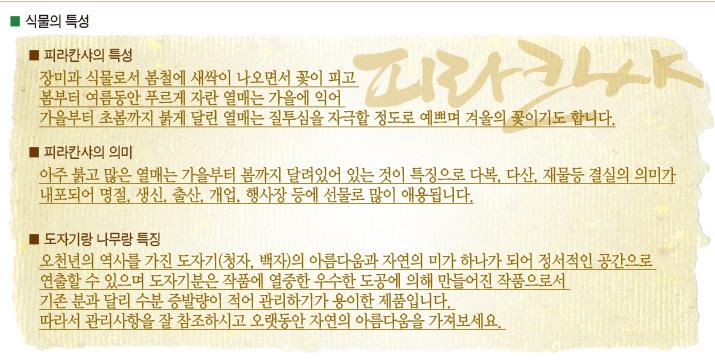 ■ 식물의 특성
피라칸사
■ 피라칸사의 특성
장미과 식물로서 봄철에 새싹이 나오면서 꽃이 피고
봄부터 여름동안 푸르게 자란 열매는 가을에 익어
가을부터 초봄까지 붉게 달린 열매는 질투심을 자극할 정도로 예쁘며 겨울의 꽃이기도 합니다.
■ 피라칸사의 의미
아주 붉고 많은 열매는 가을부터 봄까지 달려있어 있는 것이 특징으로 다복, 다산, 재물등 결실의 의미가
내포되어 명절, 생신, 출산, 개업, 행사장 등에 선물로 많이 애용됩니다.
■ 도자기랑 나무랑 특징
오천년의 역사를 가진 도자기(청자, 백자)의 아름다움과 자연의 미가 하나가 되어 정서적인 공간으로
연출할 수 있으며 도자기분은 작품에 열중한 우수한 도공에 의해 만들어진 작품으로서
기존 분과 달리 수분 증발량이 적어 관리하기가 용이한 제품입니다.
따라서 관리사항을 잘 참조하시고 오랫동안 자연의 아름다움을 가져보세요.